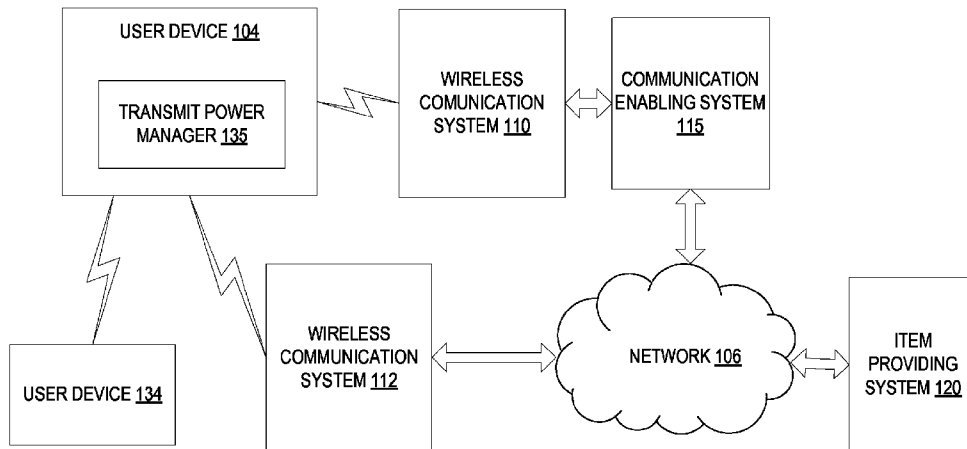 USER DEVICE 104
TRANSMIT POWER
MANAGER 135
WIRELESS
COMUNICATION
SYSTEM 110
COMMUNICATION
ENABLING SYSTEM
115
USER DEVICE 134
WIRELESS
COMMUNICATION
SYSTEM 112
NETWORK 106
ITEM
PROVIDING
SYSTEM 120